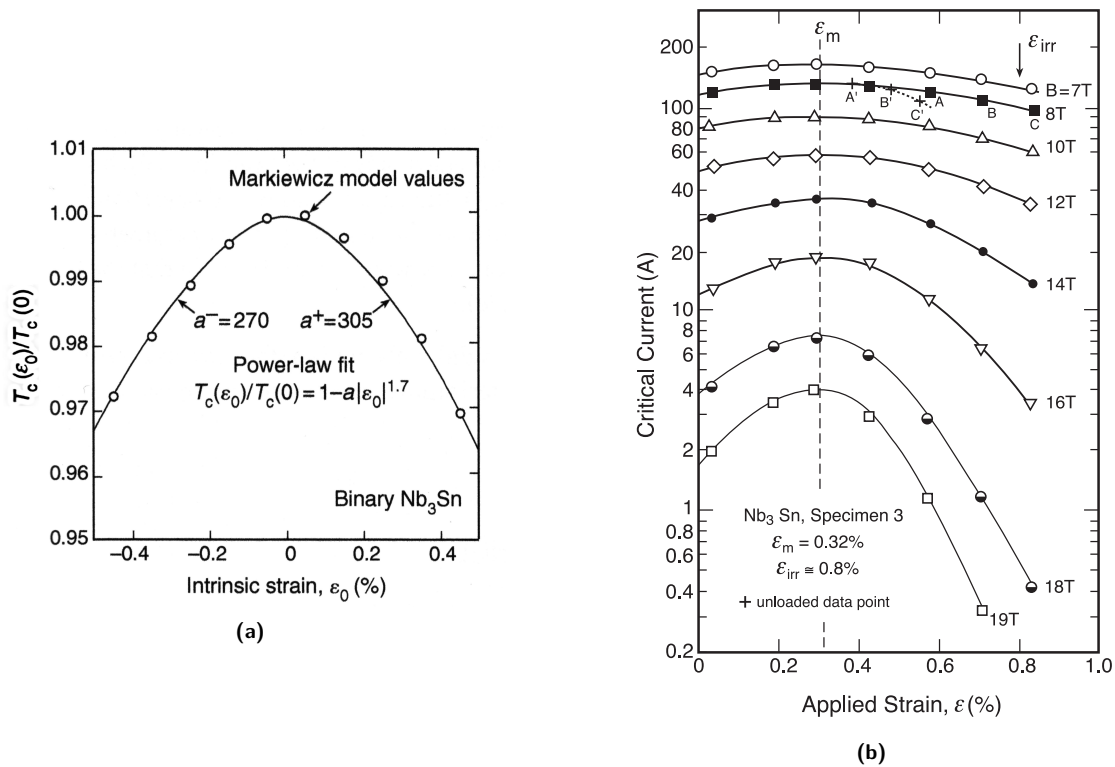 1.01
1.00
0.99
0.98
0.97
0.96
0.95
T_c(ε_0)/T_c(0)
Markiewicz model values
a⁻=270
a⁺=305
Power-law fit
T_c(ε_0)/T_c(0)=1−a|ε_0|^1.7
Binary Nb₃Sn
−0.4
−0.2
0
0.2
0.4
Intrinsic strain, ε_0 (%)
(a)
ε_m
ε_irr
200
100
80
60
40
20
10
8
6
4
2
1
0.8
0.6
0.4
0.2
Critical Current (A)
B=7T
8T
10T
12T
14T
16T
18T
19T
A'
B'
C'
A
B
C
Nb₃ Sn, Specimen 3
ε_m = 0.32%
ε_irr ≅ 0.8%
+ unloaded data point
0
0.2
0.4
0.6
0.8
1.0
Applied Strain, ε (%)
(b)